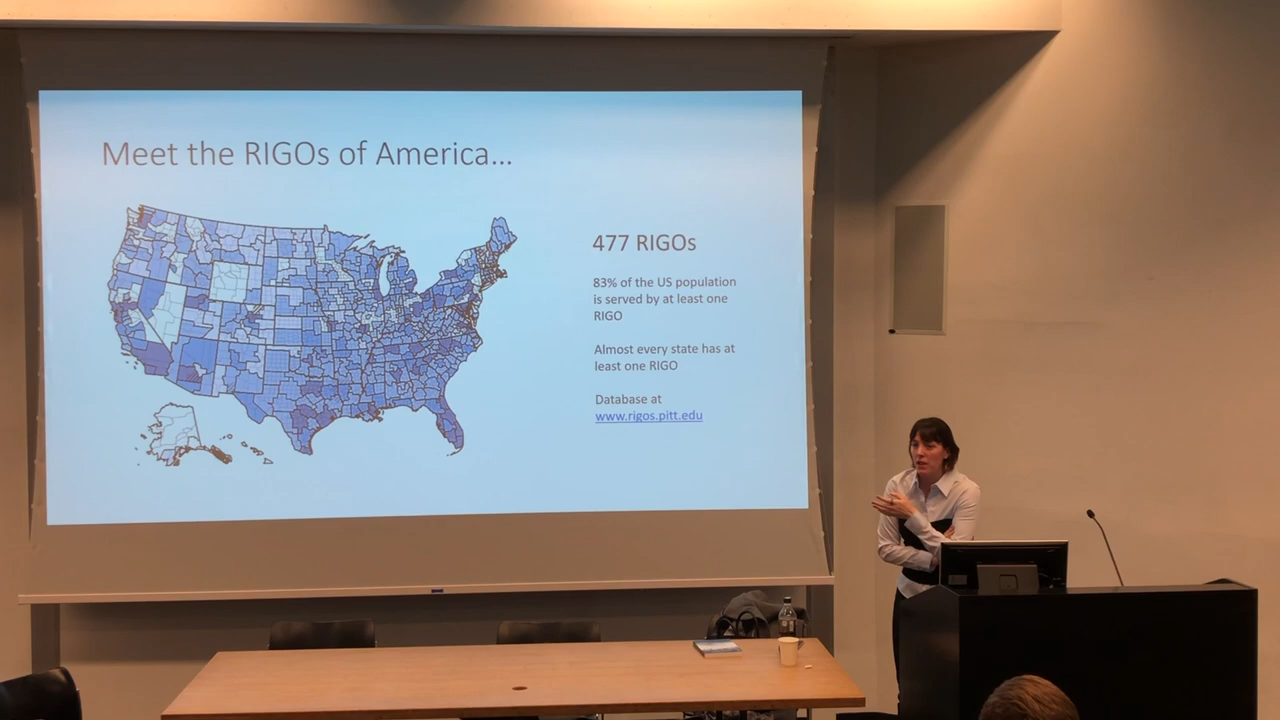 Meet the RIGOs of America...
477 RIGOs
83% of the US population
is served by at least one
RIGO
Almost every state has at
least one RIGO
Database at
www.rigos.pitt.edu